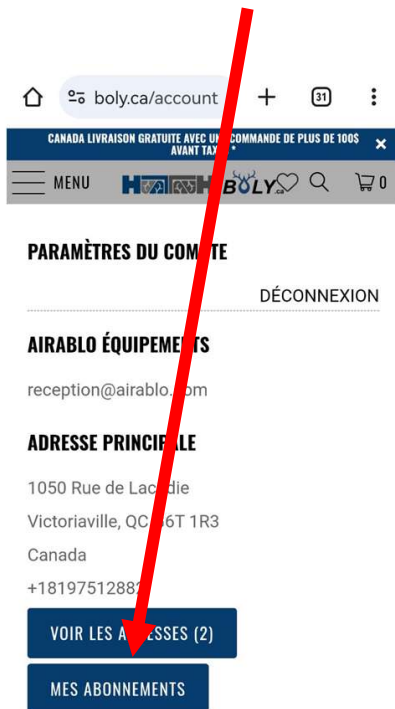 boly.ca/account
31
CANADA LIVRAISON GRATUITE AVEC UNE COMMANDE DE PLUS DE 100$
AVANT TAXES*
MENU BOLY.ca 0
PARAMÈTRES DU COMPTE
DÉCONNEXION
AIRABLO ÉQUIPEMENTS
reception@airablo.com
ADRESSE PRINCIPALE
1050 Rue de
Victoriaville, QC 1R3
Canada
VOIR LES ADRESSES (2)
MES ABONNEMENTS